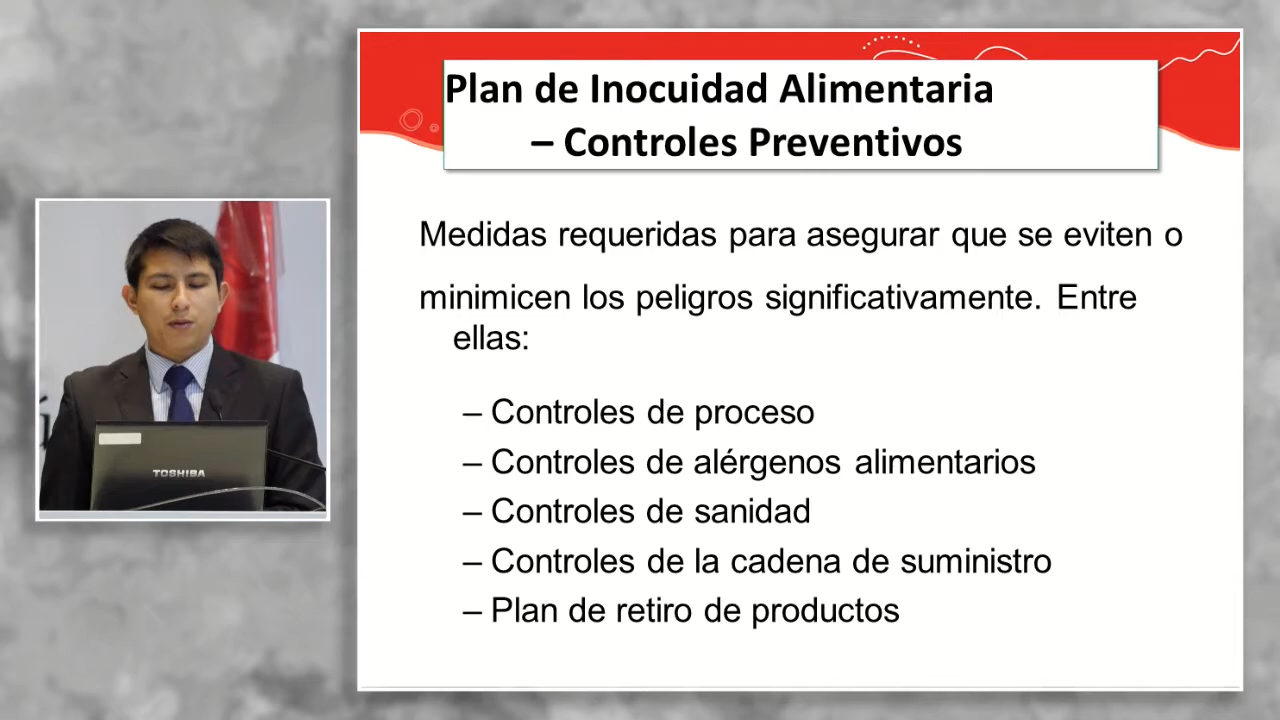 Plan de Inocuidad Alimentaria
– Controles Preventivos
Medidas requeridas para asegurar que se eviten o
minimicen los peligros significativamente. Entre
ellas:
– Controles de proceso
– Controles de alérgenos alimentarios
– Controles de sanidad
– Controles de la cadena de suministro
– Plan de retiro de productos
TOSHIBA